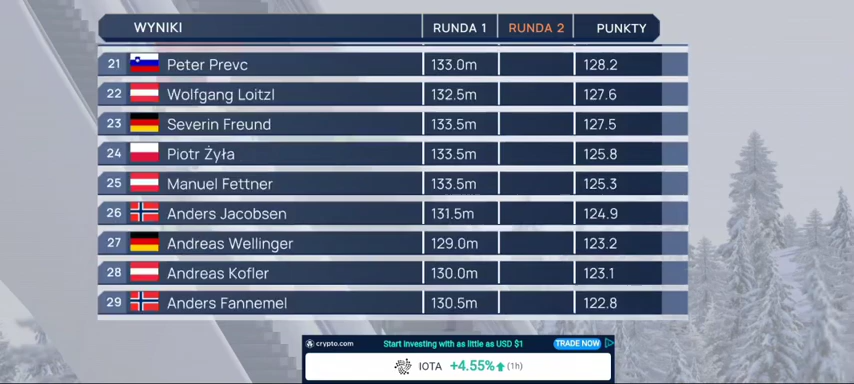 WYNIKI RUNDA 1 RUNDA 2 PUNKTY
21 Peter Prevc 133.0m 128.2
22 Wolfgang Loitzl 132.5m 127.6
23 Severin Freund 133.5m 127.5
24 Piotr Żyła 133.5m 125.8
25 Manuel Fettner 133.5m 125.3
26 Anders Jacobsen 131.5m 124.9
27 Andreas Wellinger 129.0m 123.2
28 Andreas Kofler 130.0m 123.1
29 Anders Fannemel 130.5m 122.8
crypto.com Start investing with as little as USD $1 TRADE NOW
IOTA +4.55% (1h)